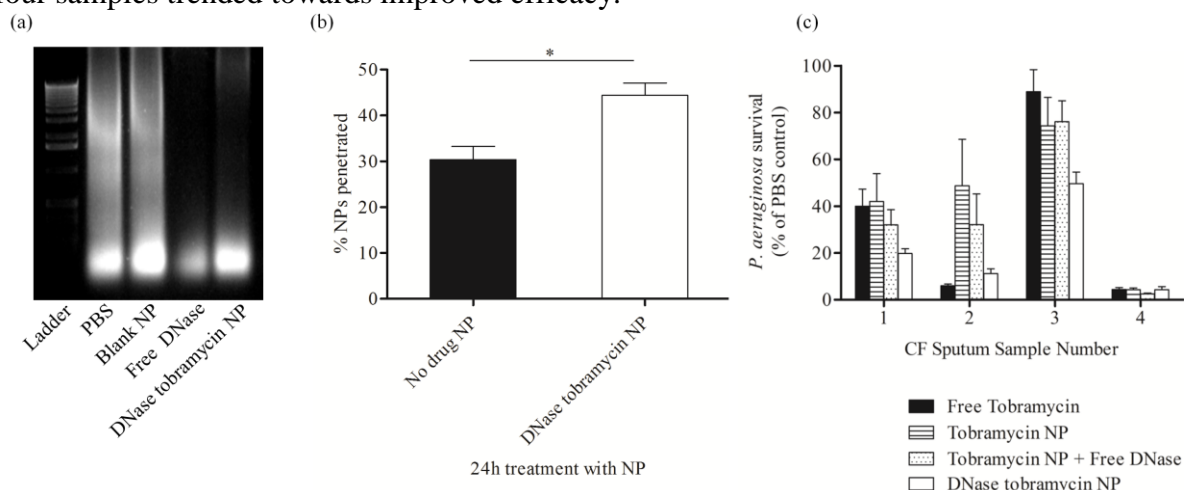 four samples trended towards improved efficacy.
(a)
(b)
(c)
Ladder
PBS
Blank NP
Free DNase
DNase tobramycin NP
% NPs penetrated
50
40
30
20
10
0
*
No drug NP
DNase tobramycin NP
24h treatment with NP
P. aeruginosa survival
(% of PBS control)
100
80
60
40
20
0
1 2 3 4
CF Sputum Sample Number
Free Tobramycin
Tobramycin NP
Tobramycin NP + Free DNase
DNase tobramycin NP